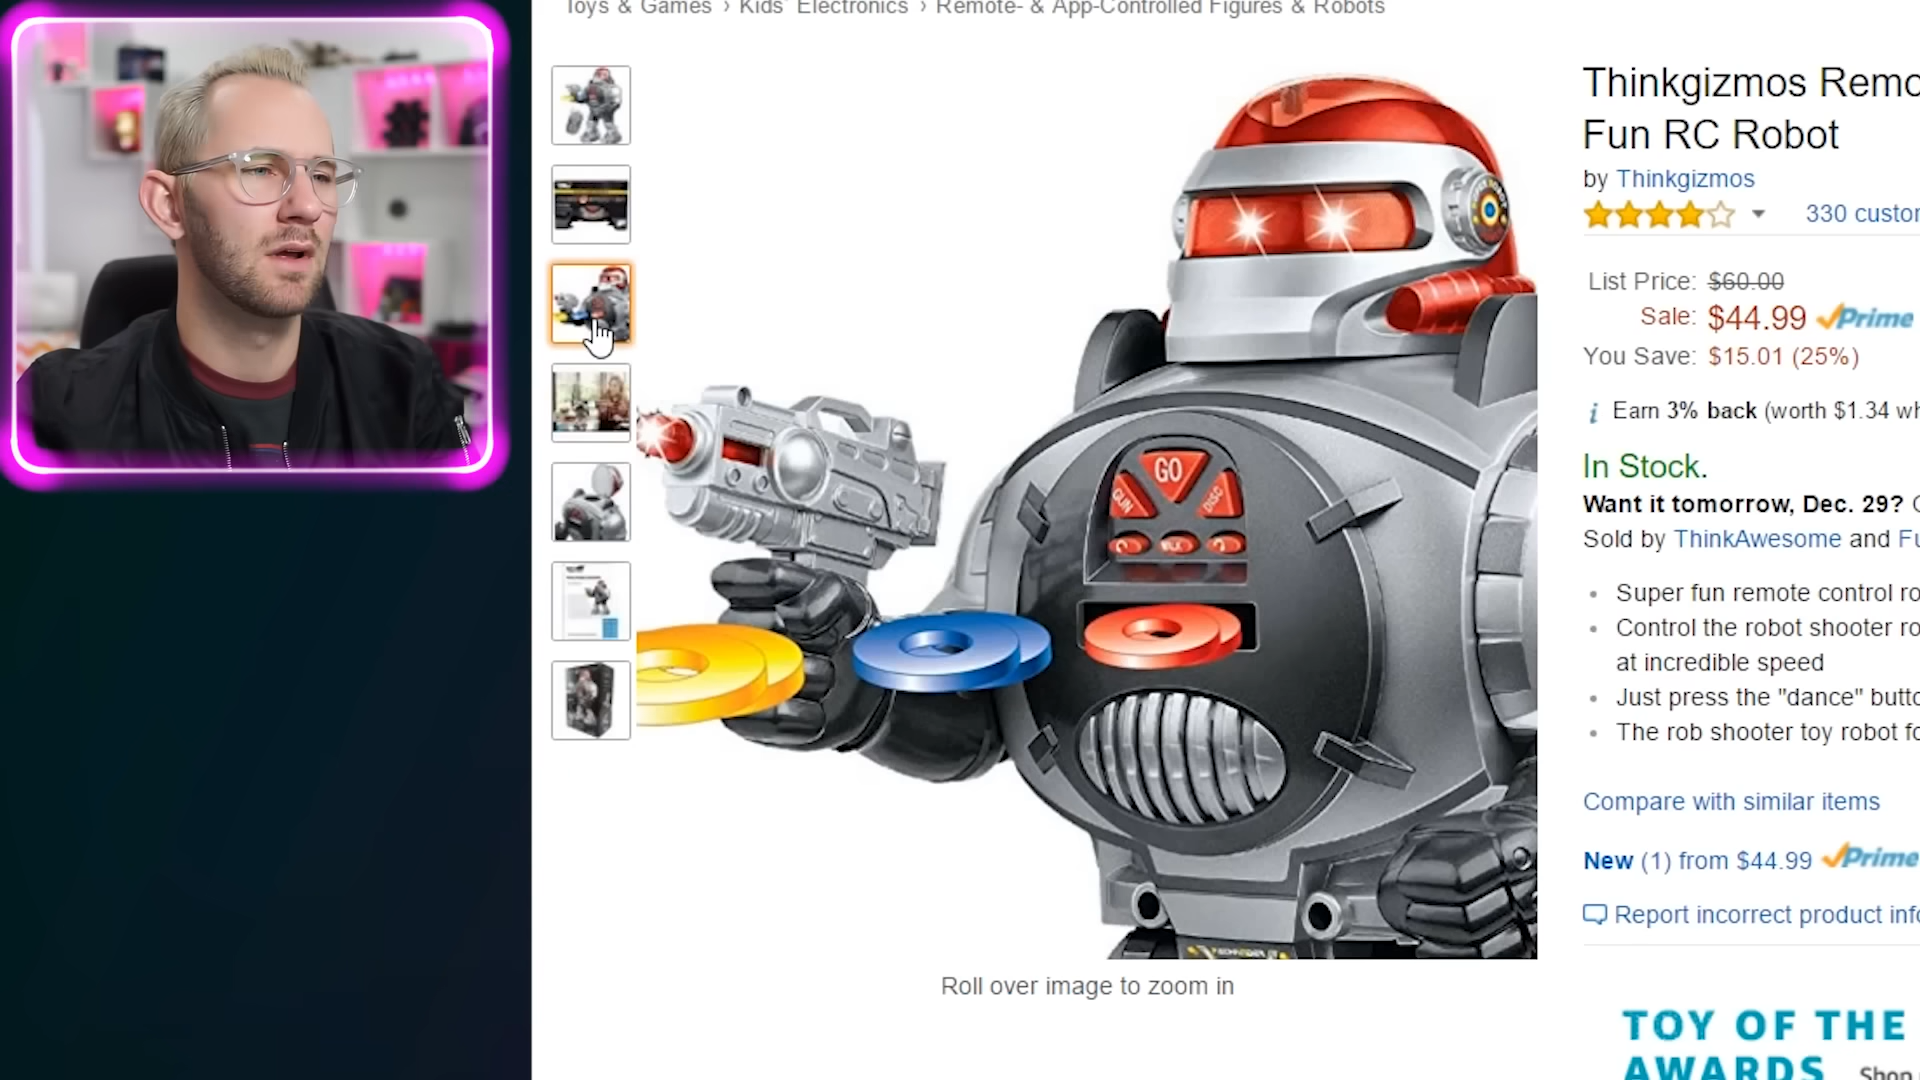 Toys & Games › Kids' Electronics › Remote- & App-Controlled Figures & Robots
Thinkgizmos Remo
Fun RC Robot
by Thinkgizmos
330 custor
List Price: $60.00
Sale: $44.99 Prime
You Save: $15.01 (25%)
Earn 3% back (worth $1.34 wh
In Stock.
Want it tomorrow, Dec. 29?
Sold by ThinkAwesome and Fu
Super fun remote control ro
Control the robot shooter ro
at incredible speed
Just press the "dance" butto
The rob shooter toy robot fo
Compare with similar items
New (1) from $44.99 Prime
Report incorrect product info
GO
GUN
DISC
Roll over image to zoom in
TOY OF THE
AWARDS Shop